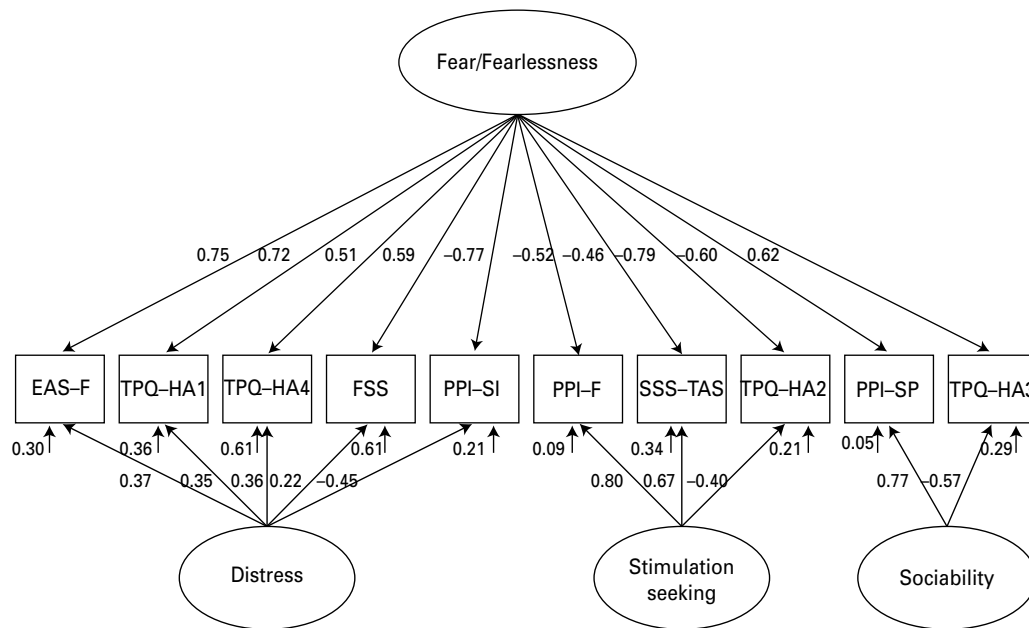 Fear/Fearlessness
0.75 0.72 0.51 0.59 –0.77 –0.52 –0.46 –0.79 –0.60 0.62
EAS–F TPQ–HA1 TPQ–HA4 FSS PPI–SI PPI–F SSS–TAS TPQ–HA2 PPI–SP TPQ–HA3
0.30 0.36 0.61 0.61 0.21 0.09 0.34 0.21 0.05 0.29
0.37 0.35 0.36 0.22 –0.45 0.80 0.67 –0.40 0.77 –0.57
Distress
Stimulation
seeking
Sociability